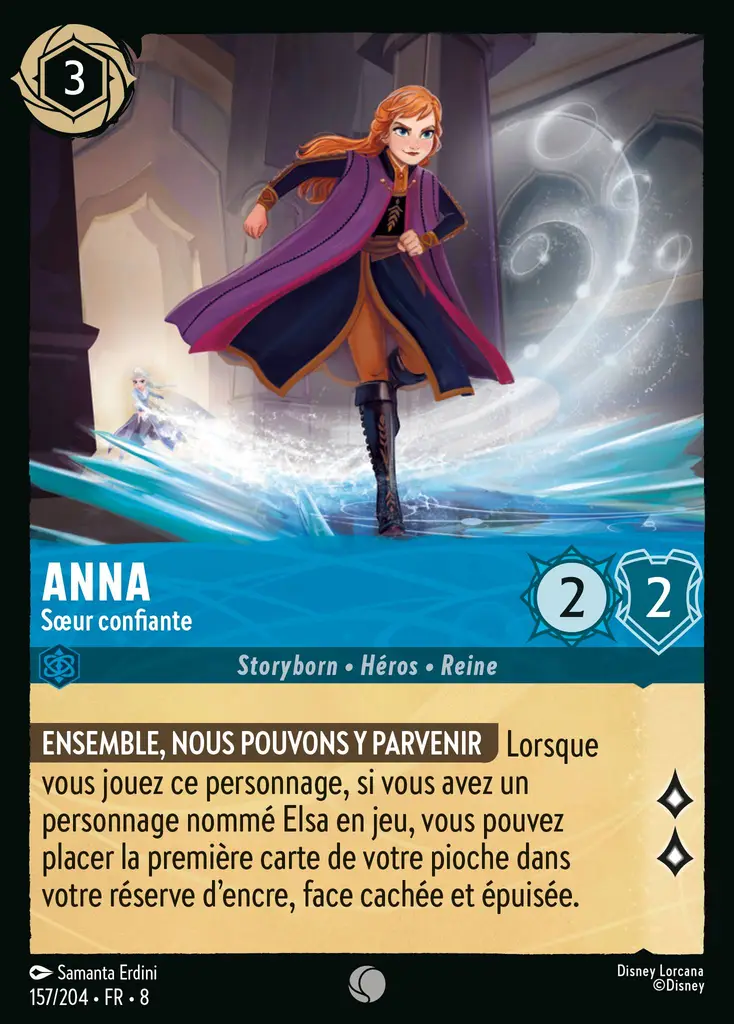 3
ANNA
Sœur confiante
2
2
Storyborn • Héros • Reine
ENSEMBLE, NOUS POUVONS Y PARVENIR Lorsque
vous jouez ce personnage, si vous avez un
personnage nommé Elsa en jeu, vous pouvez
placer la première carte de votre pioche dans
votre réserve d'encre, face cachée et épuisée.
Samanta Erdini
157/204 • FR • 8
Disney Lorcana
©Disney